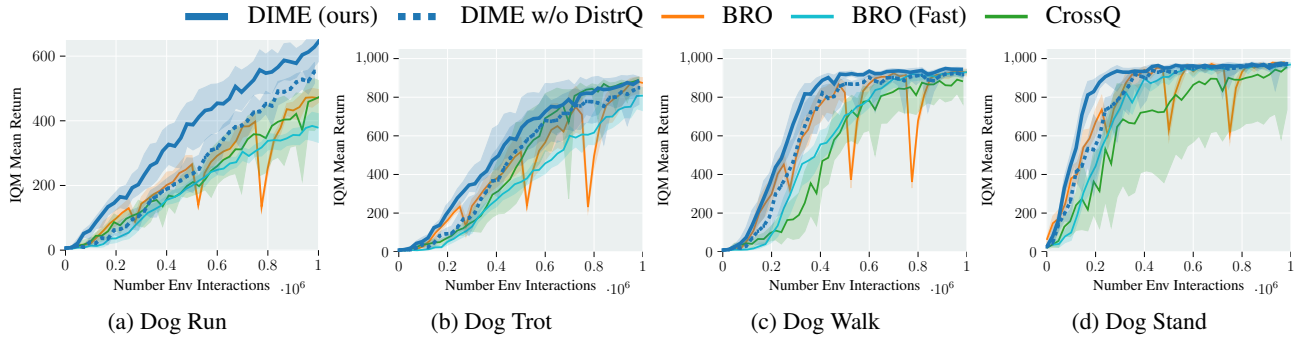 DIME (ours) DIME w/o DistrQ BRO BRO (Fast) CrossQ
IQM Mean Return
600
400
200
0
0 0.2 0.4 0.6 0.8 1
Number Env Interactions ·10⁶
(a) Dog Run
IQM Mean Return
1,000
800
600
400
200
0
0 0.2 0.4 0.6 0.8 1
Number Env Interactions ·10⁶
(b) Dog Trot
IQM Mean Return
1,000
800
600
400
200
0
0 0.2 0.4 0.6 0.8 1
Number Env Interactions ·10⁶
(c) Dog Walk
IQM Mean Return
1,000
800
600
400
200
0
0 0.2 0.4 0.6 0.8 1
Number Env Interactions ·10⁶
(d) Dog Stand